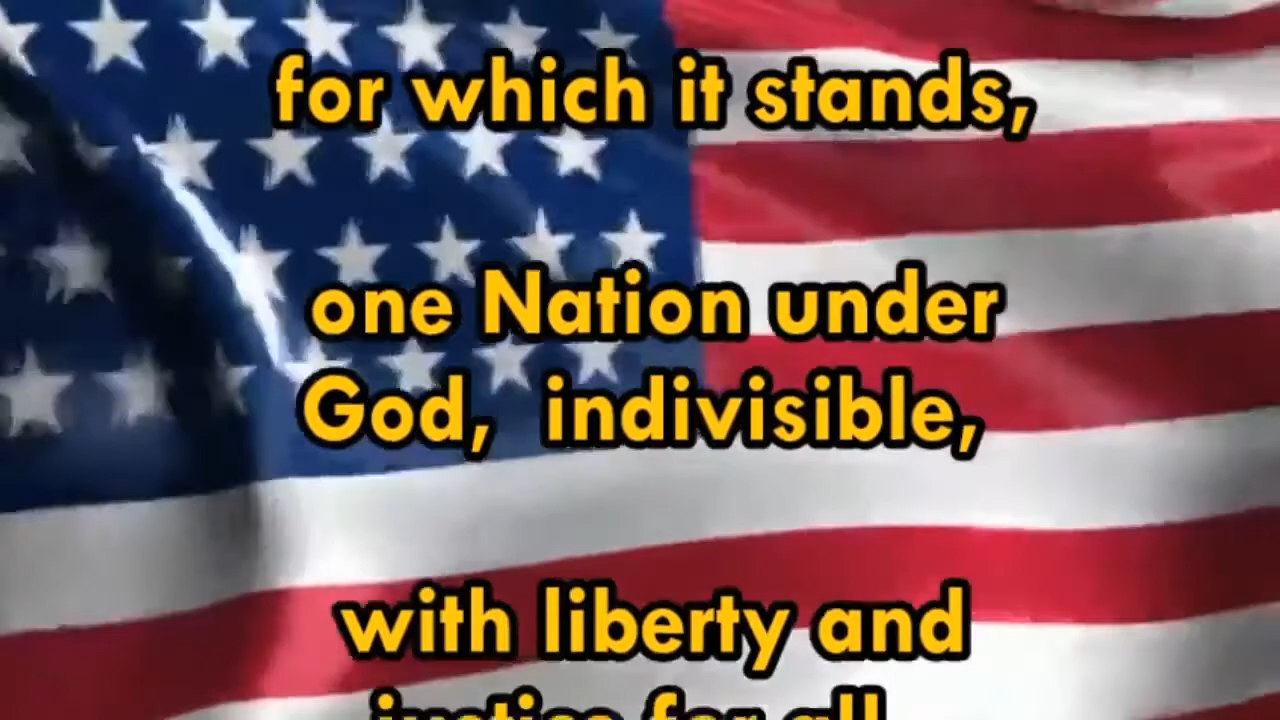 for which it stands,
one Nation under
God, indivisible,
with liberty and
justice for all